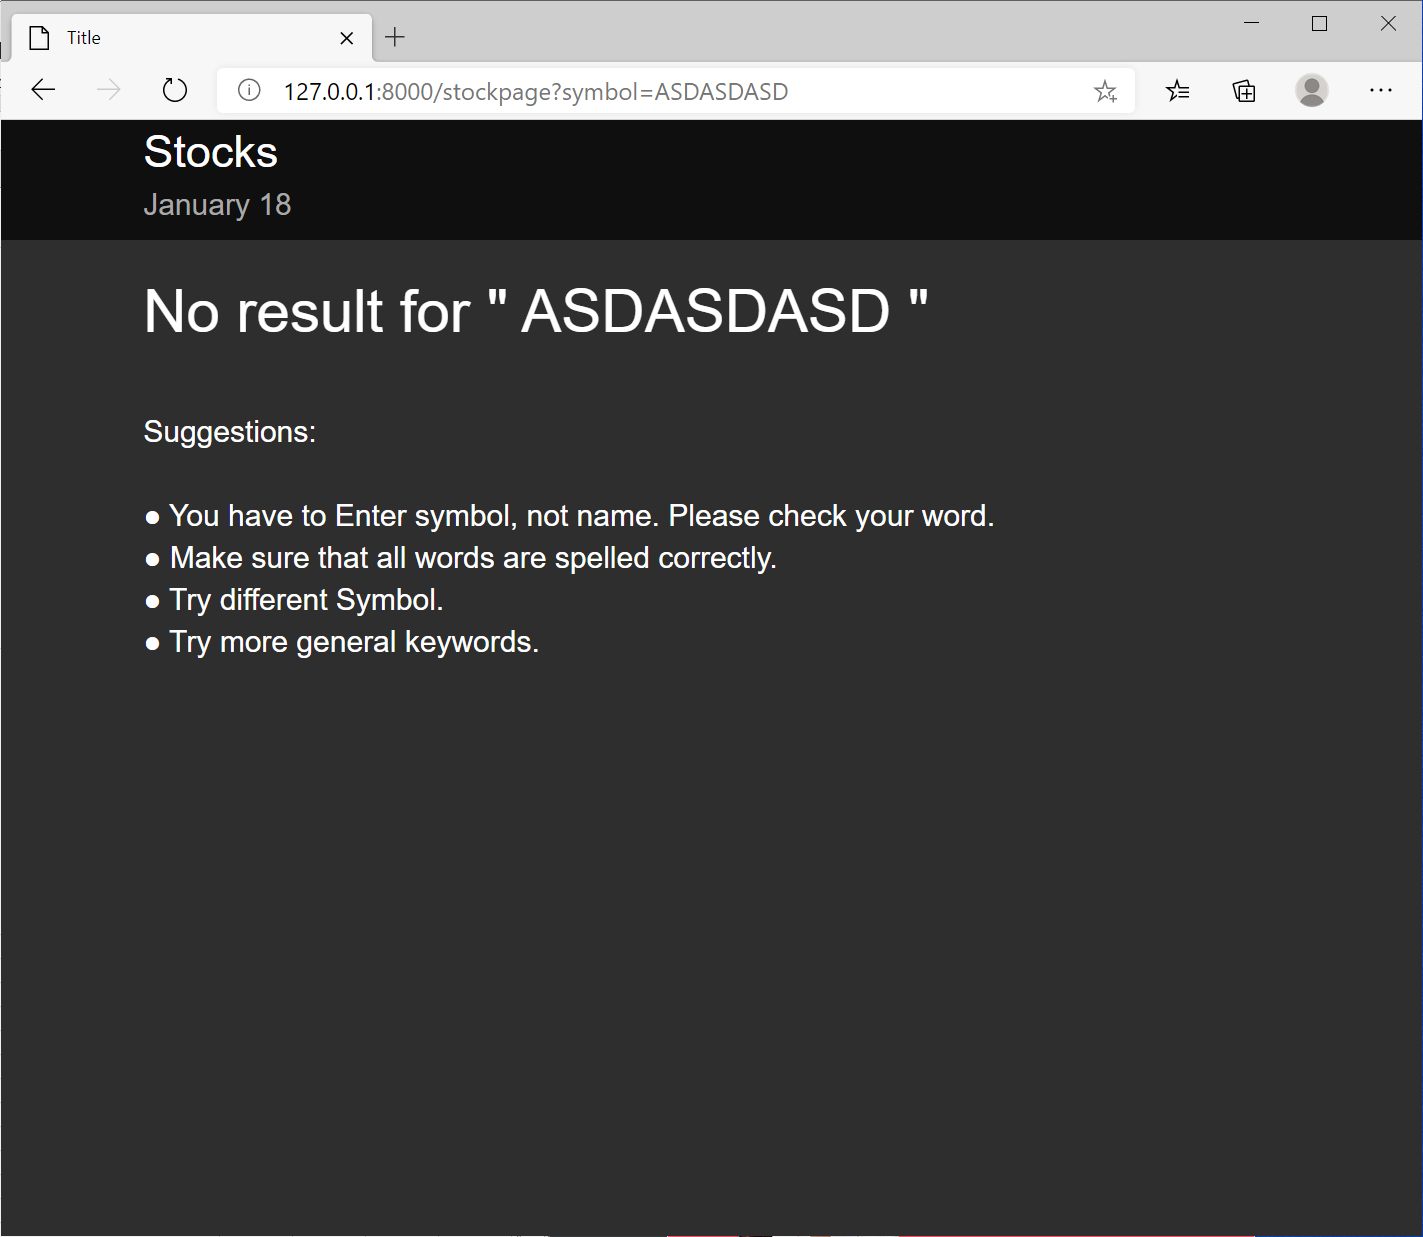 Title
127.0.0.1:8000/stockpage?symbol=ASDASDASD
Stocks
January 18
No result for " ASDASDASD "
Suggestions:
● You have to Enter symbol, not name. Please check your word.
● Make sure that all words are spelled correctly.
● Try different Symbol.
● Try more general keywords.